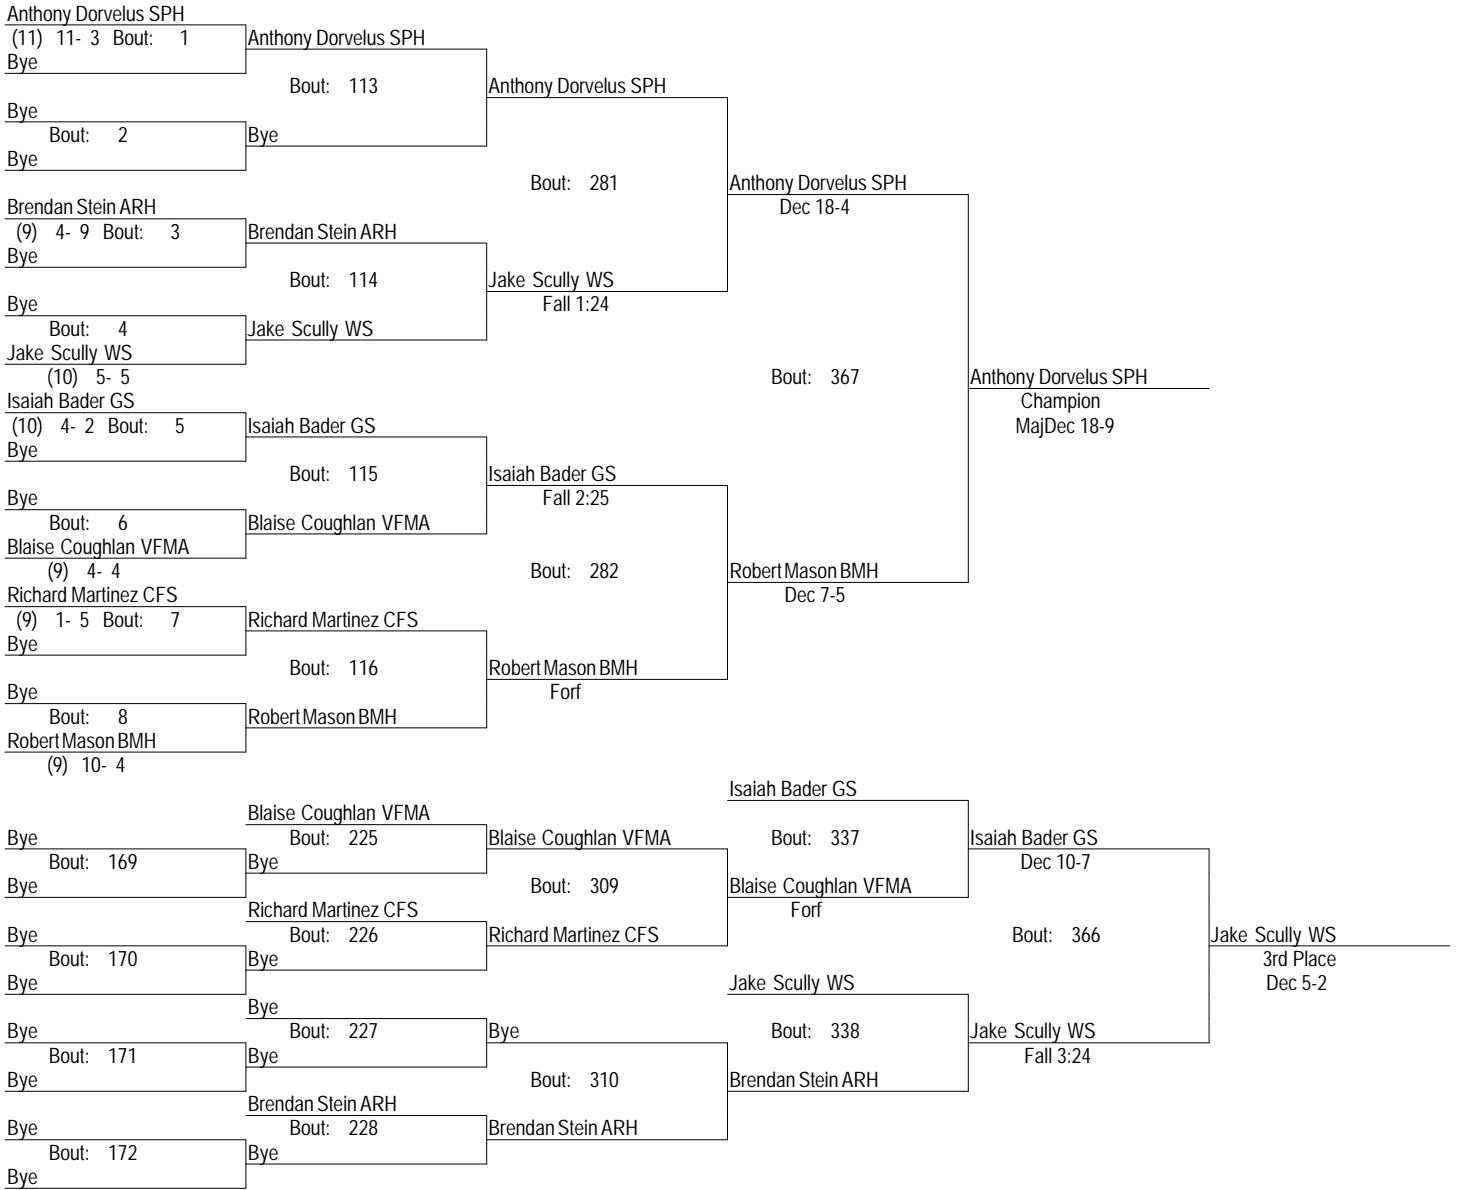 Anthony Dorvelus SPH
(11) 11- 3 Bout: 1 Anthony Dorvelus SPH
Bye
Bout: 113 Anthony Dorvelus SPH
Bye
Bout: 2 Bye
Bye
Bout: 281 Anthony Dorvelus SPH
Dec 18-4
Brendan Stein ARH
(9) 4- 9 Bout: 3 Brendan Stein ARH
Bye
Bout: 114 Jake Scully WS
Bye Fall 1:24
Bout: 4 Jake Scully WS
Jake Scully WS
(10) 5- 5 Bout: 367 Anthony Dorvelus SPH
Isaiah Bader GS Champion
(10) 4- 2 Bout: 5 Isaiah Bader GS MajDec 18-9
Bye
Bout: 115 Isaiah Bader GS
Bye Fall 2:25
Bout: 6 Blaise Coughlan VFMA
Blaise Coughlan VFMA
(9) 4- 4 Bout: 282 Robert Mason BMH
Richard Martinez CFS Dec 7-5
(9) 1- 5 Bout: 7 Richard Martinez CFS
Bye
Bout: 116 Robert Mason BMH
Bye Forf
Bout: 8 Robert Mason BMH
Robert Mason BMH
(9) 10- 4
Isaiah Bader GS
Blaise Coughlan VFMA
Bye Bout: 225 Blaise Coughlan VFMA Bout: 337 Isaiah Bader GS
Bout: 169 Bye Dec 10-7
Bye Bout: 309 Blaise Coughlan VFMA
Richard Martinez CFS Forf
Bye Bout: 226 Richard Martinez CFS Bout: 366 Jake Scully WS
Bout: 170 Bye 3rd Place
Bye Jake Scully WS Dec 5-2
Bye
Bye Bout: 227 Bye Bout: 338 Jake Scully WS
Bout: 171 Bye Fall 3:24
Bye Bout: 310 Brendan Stein ARH
Brendan Stein ARH
Bye Bout: 228 Brendan Stein ARH
Bout: 172 Bye
Bye